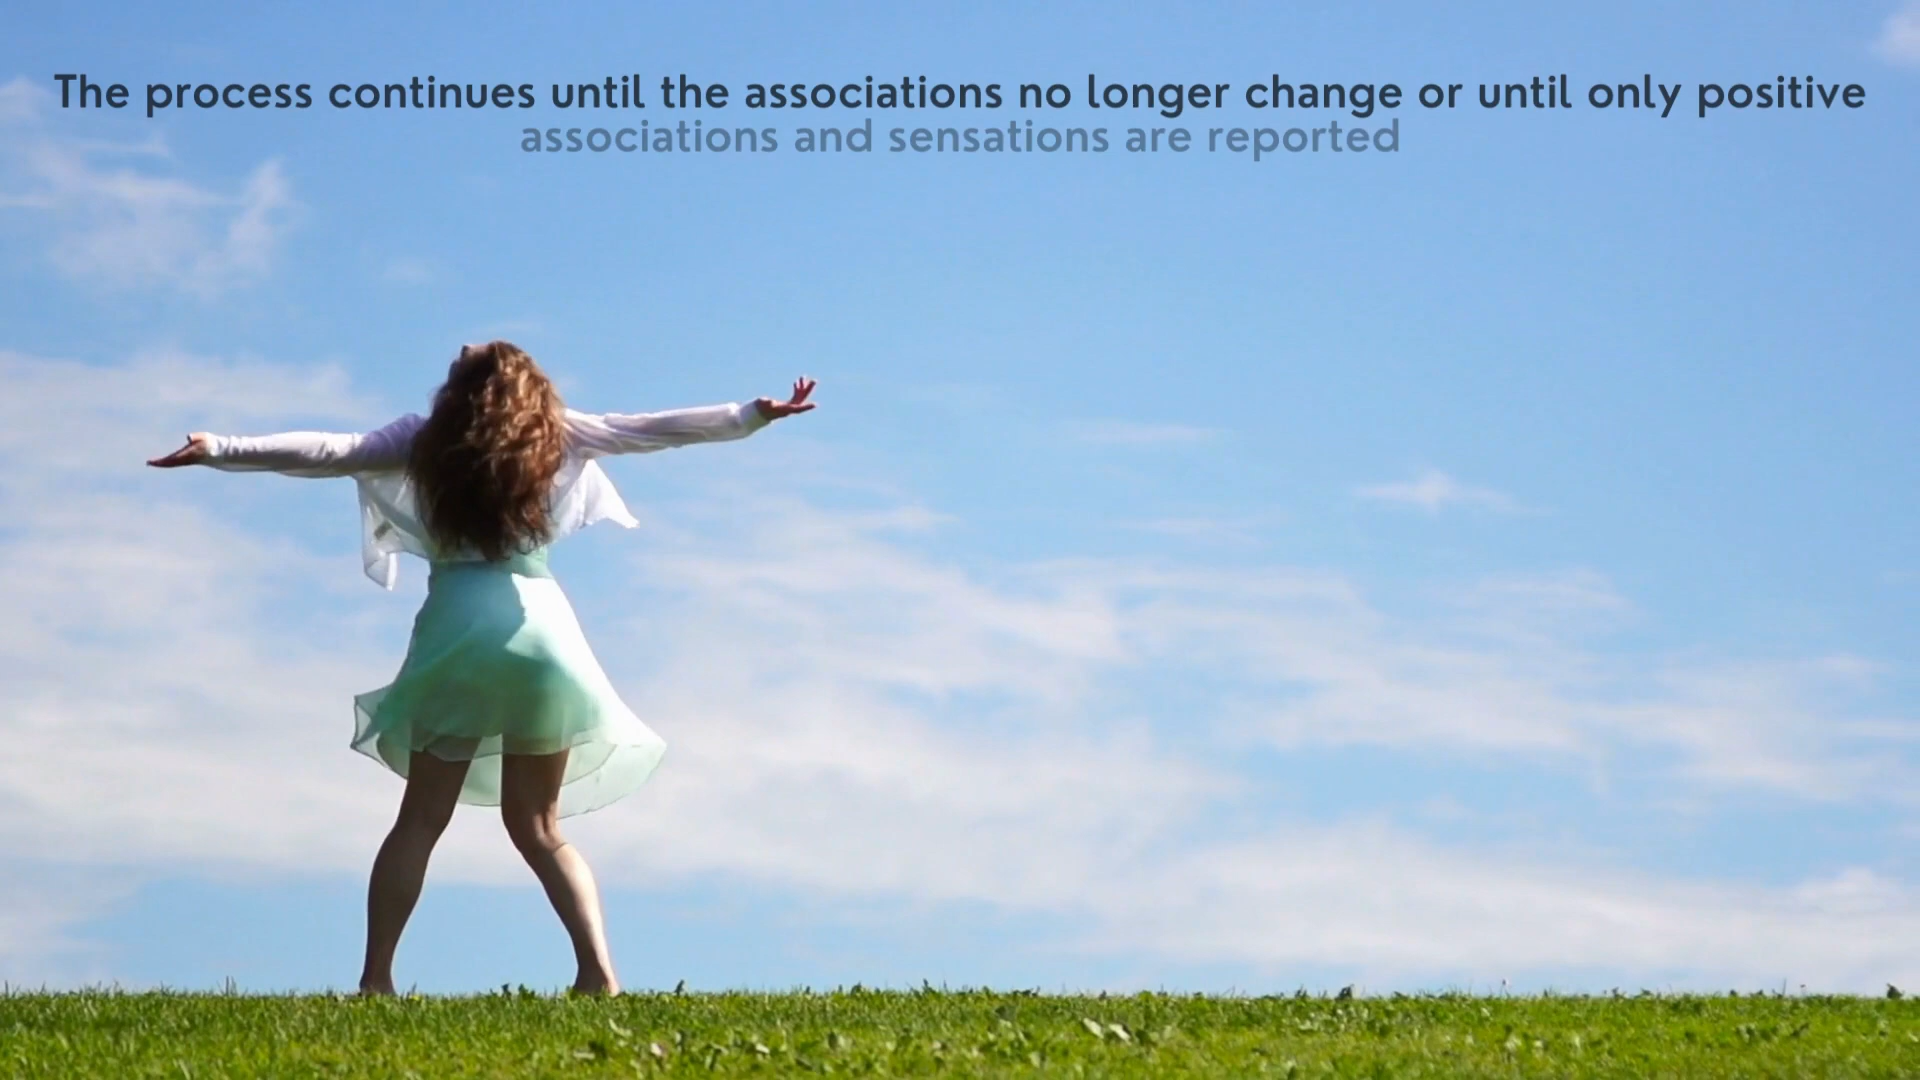 The process continues until the associations no longer change or until only positive
associations and sensations are reported